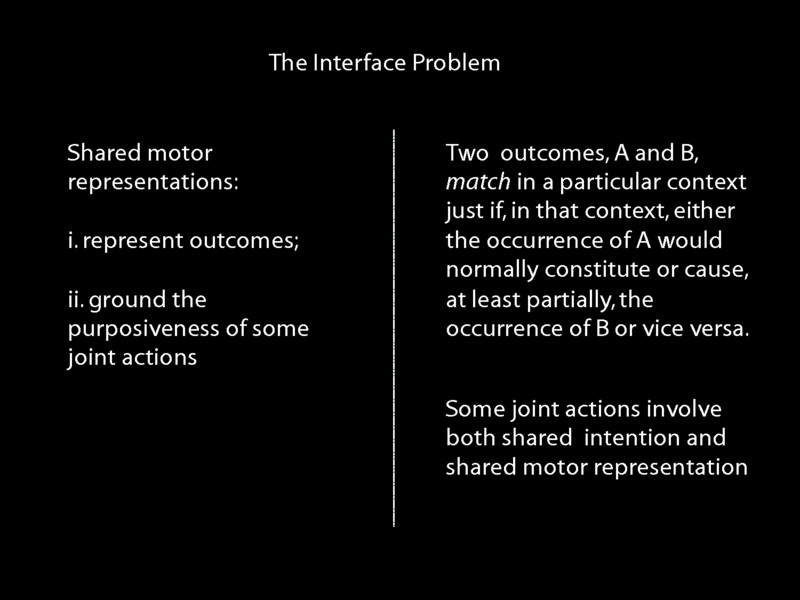 The Interface Problem
Shared motor
representations:
i. represent outcomes;
ii. ground the
purposiveness of some
joint actions
Two outcomes, A and B,
match in a particular context
just if, in that context, either
the occurrence of A would
normally constitute or cause,
at least partially, the
occurrence of B or vice versa.
Some joint actions involve
both shared intention and
shared motor representation